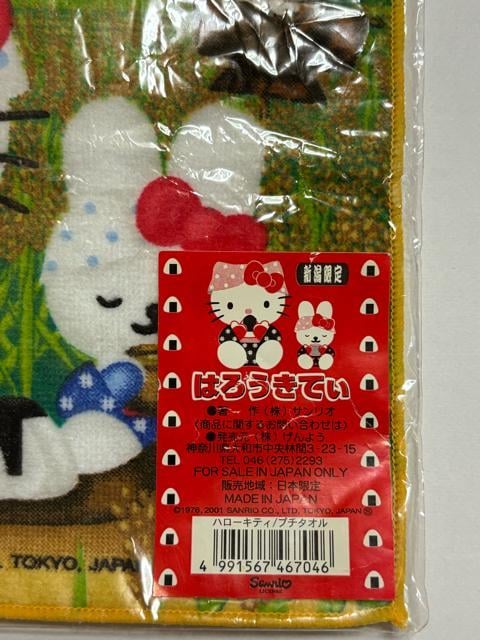 新潟限定
はろうきてぃ
●著 作(株)サンリオ
〈商品に関するお問い合わせは〉
●発売元(株)げんよう
神奈川県大和市中央林間3-23-15
TEL 046(275)2293
FOR SALE IN JAPAN ONLY
販売地域:日本限定
MADE IN JAPAN
©1976, 2001 SANRIO CO., LTD. TOKYO, JAPAN
ハローキティ/プチタオル
4 991567 467046
Sanrio
LICENSE
TOKYO, JAPAN